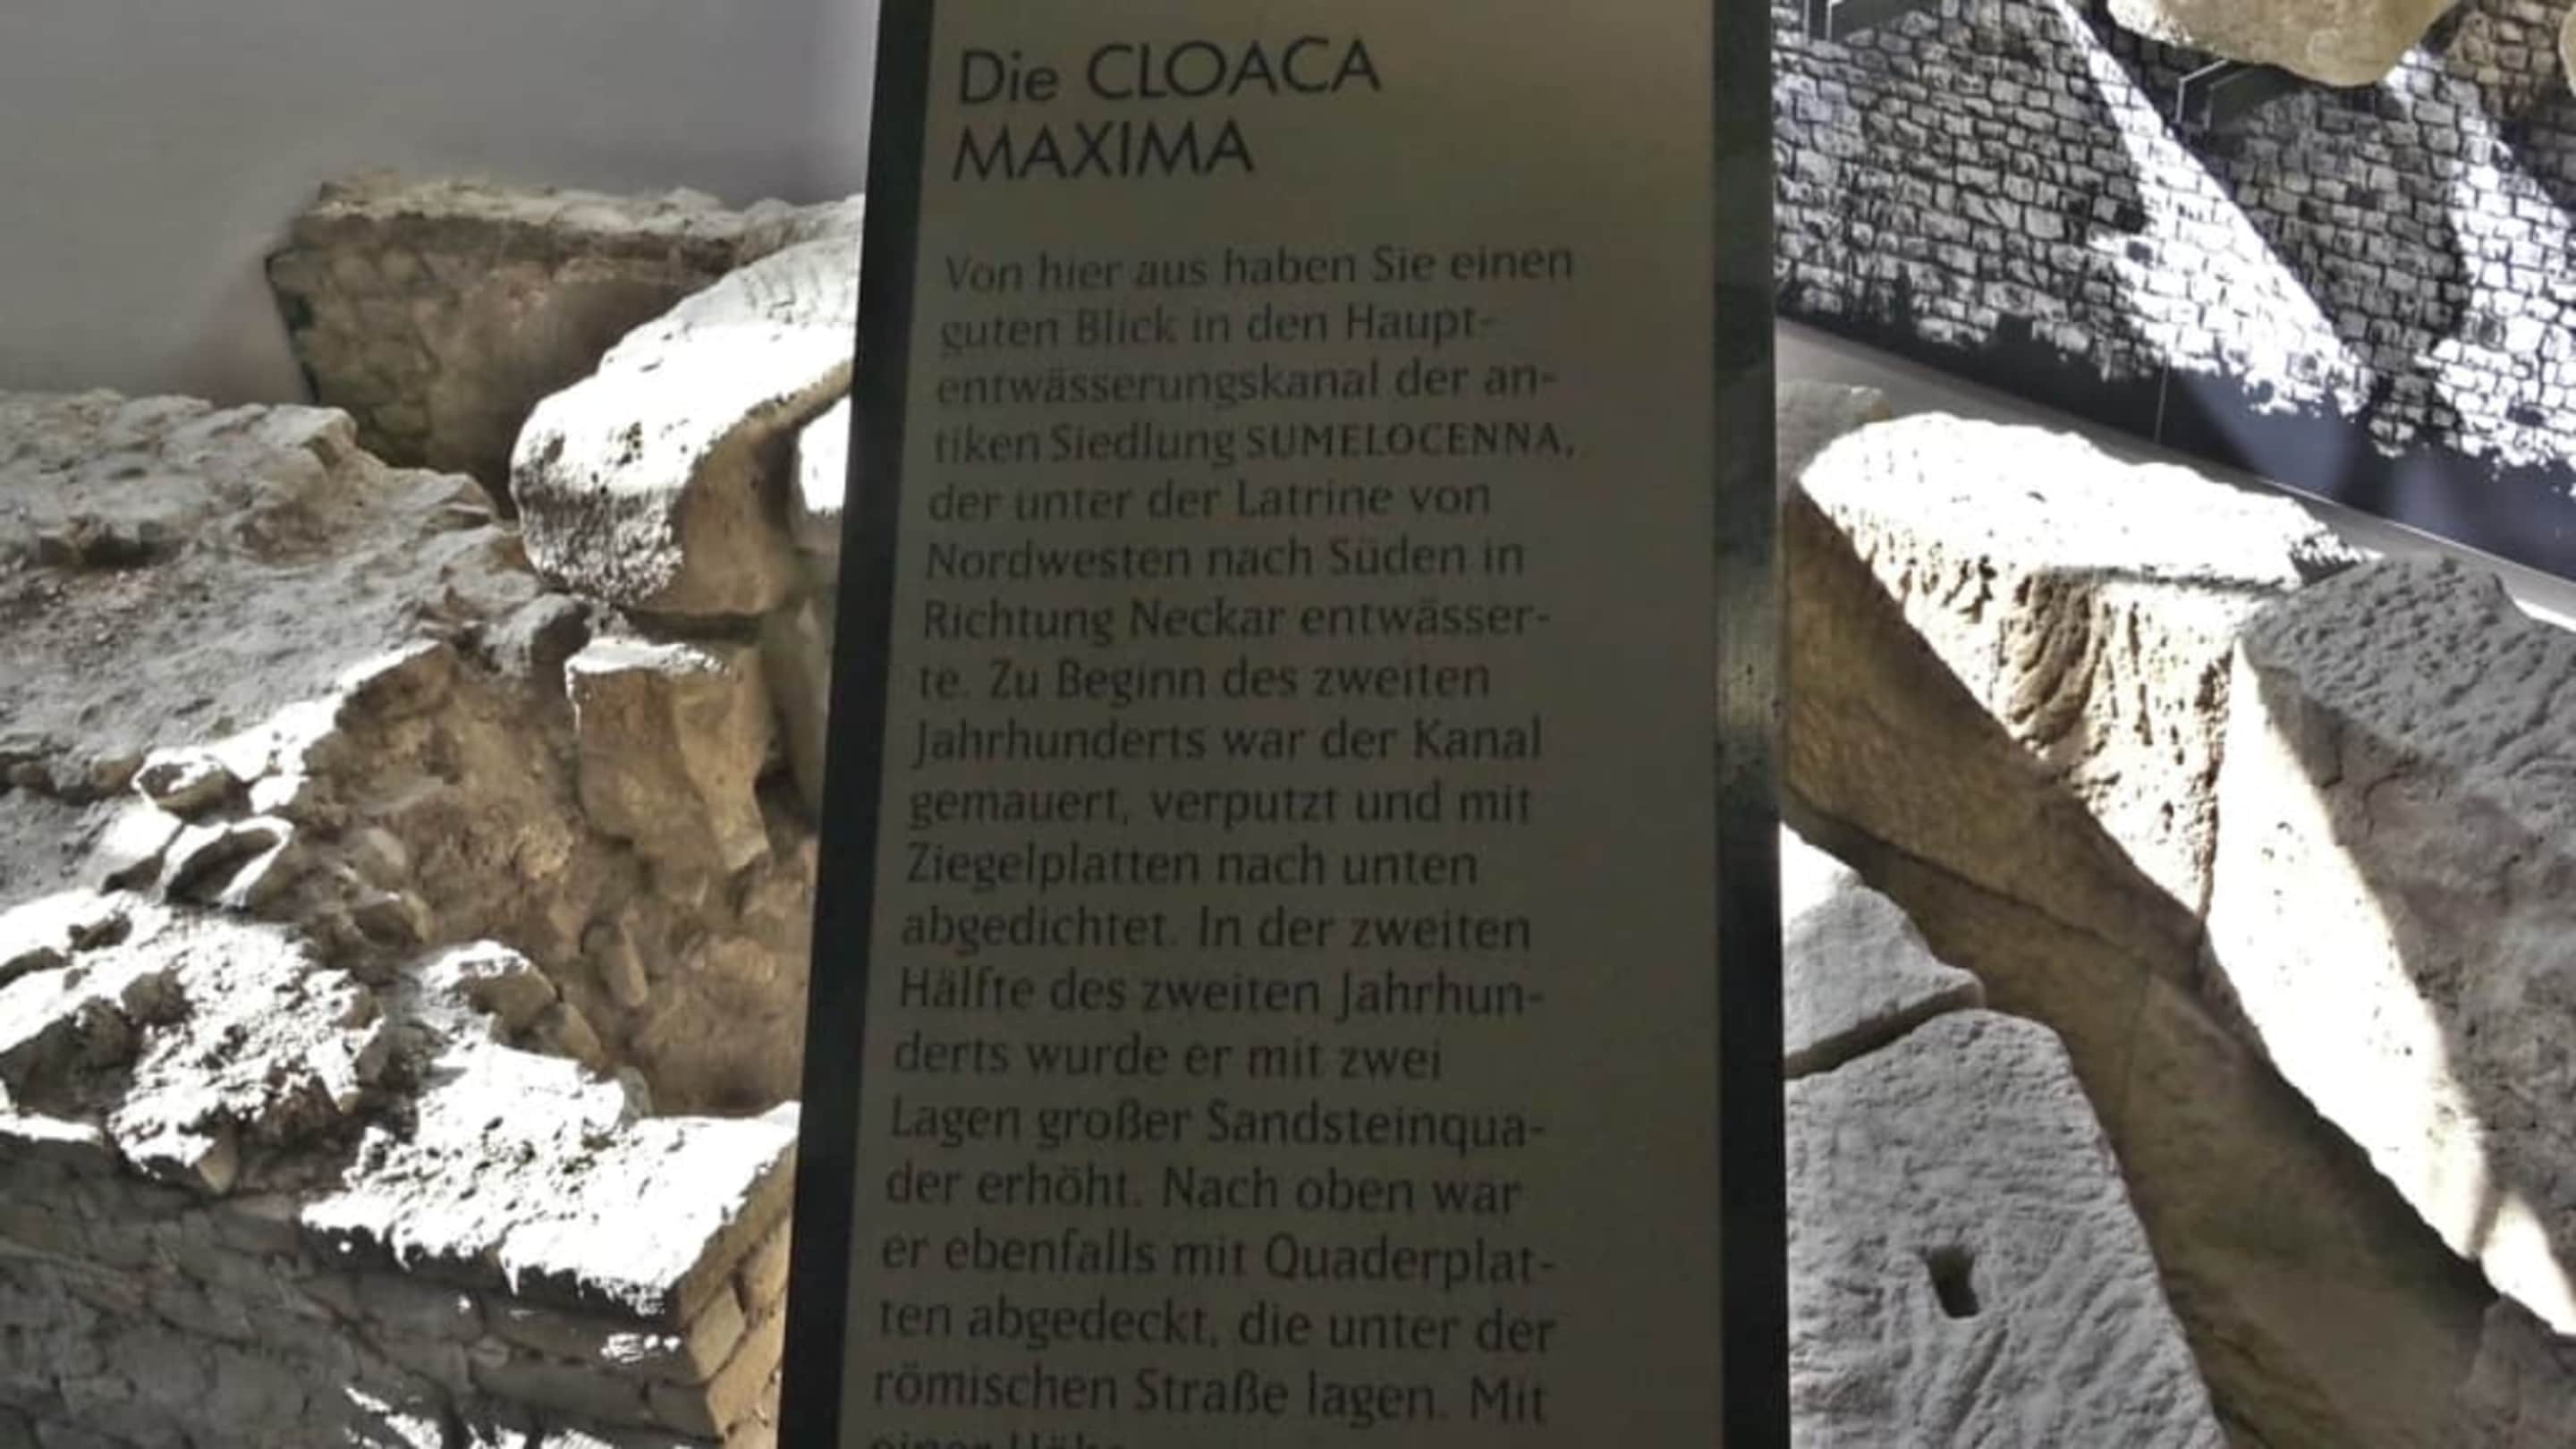 Die CLOACA
MAXIMA
Von hier aus haben Sie einen
guten Blick in den Haupt-
entwässerungskanal der an-
tiken Siedlung SUMELOCENNA,
der unter der Latrine von
Nordwesten nach Süden in
Richtung Neckar entwässer-
te. Zu Beginn des zweiten
Jahrhunderts war der Kanal
gemauert, verputzt und mit
Ziegelplatten nach unten
abgedichtet. In der zweiten
Hälfte des zweiten Jahrhun-
derts wurde er mit zwei
Lagen großer Sandsteinqua-
der erhöht. Nach oben war
er ebenfalls mit Quaderplat-
ten abgedeckt, die unter der
römischen Straße lagen. Mit